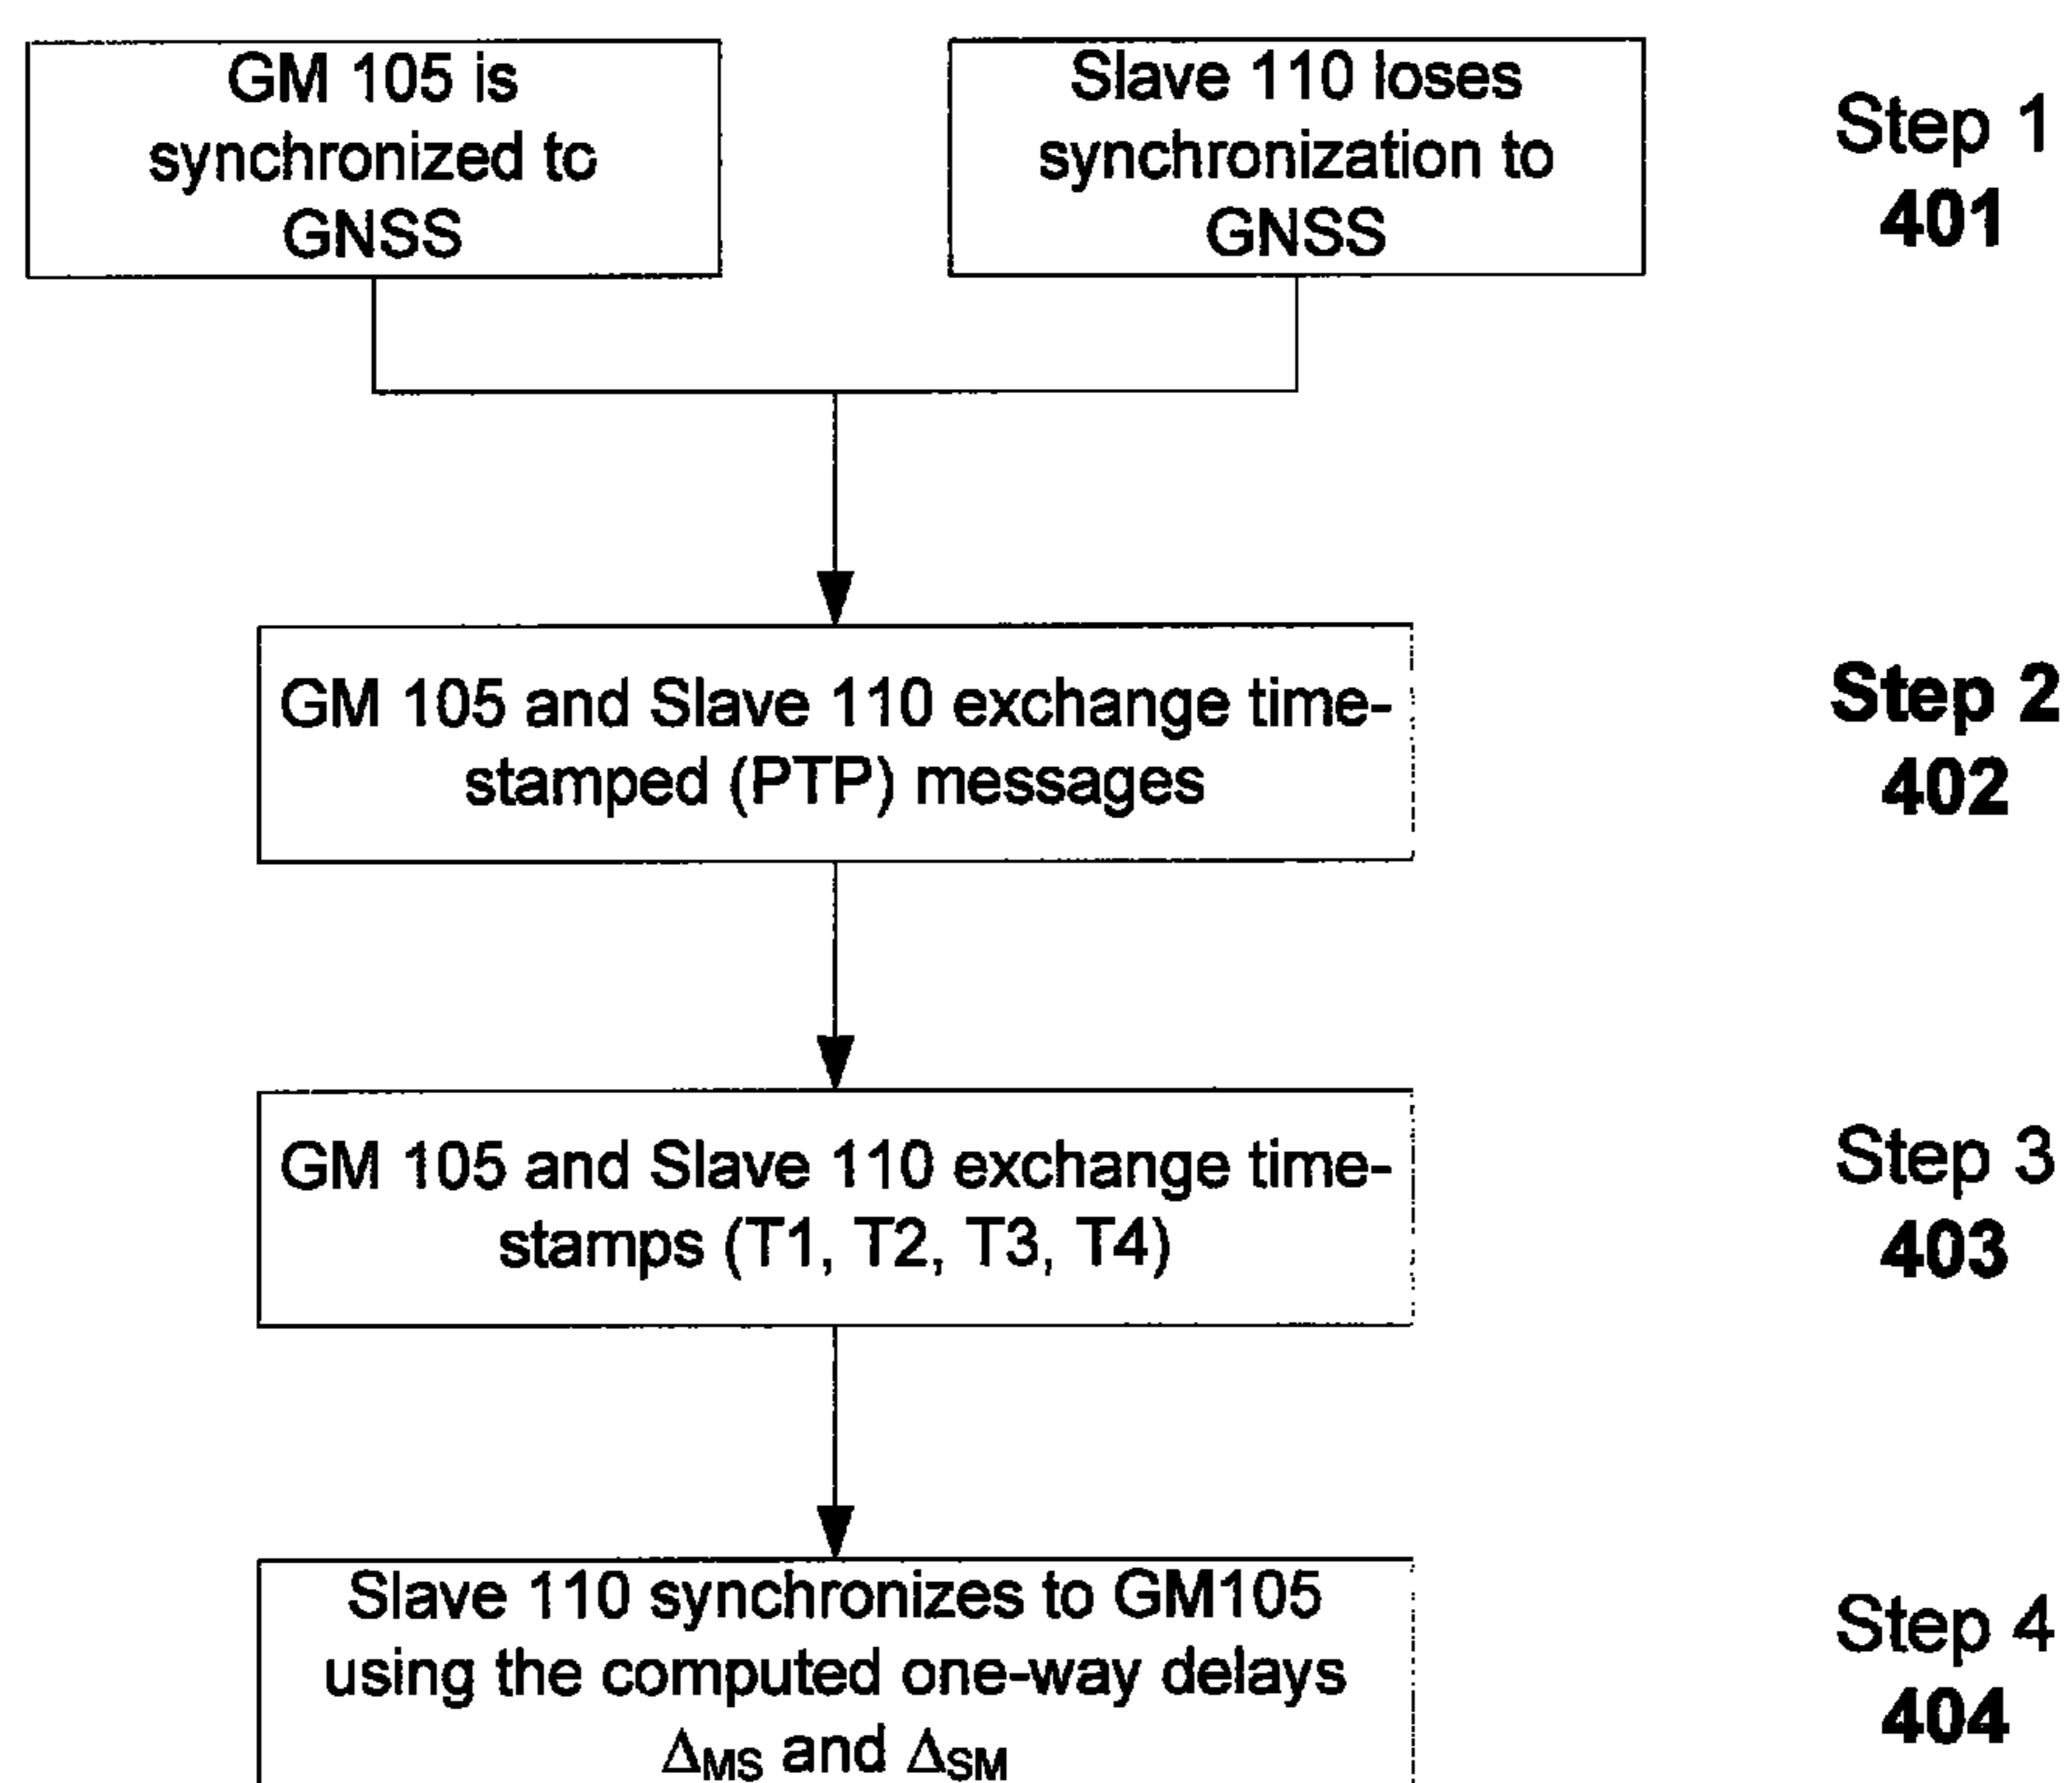 GM 105 is
synchronized to
GNSS
Slave 110 loses
synchronization to
GNSS
Step 1
401
GM 105 and Slave 110 exchange time-
stamped (PTP) messages
Step 2
402
GM 105 and Slave 110 exchange time-
stamps (T1, T2, T3, T4)
Step 3
403
Slave 110 synchronizes to GM105
using the computed one-way delays
ΔMS and ΔSM
Step 4
404